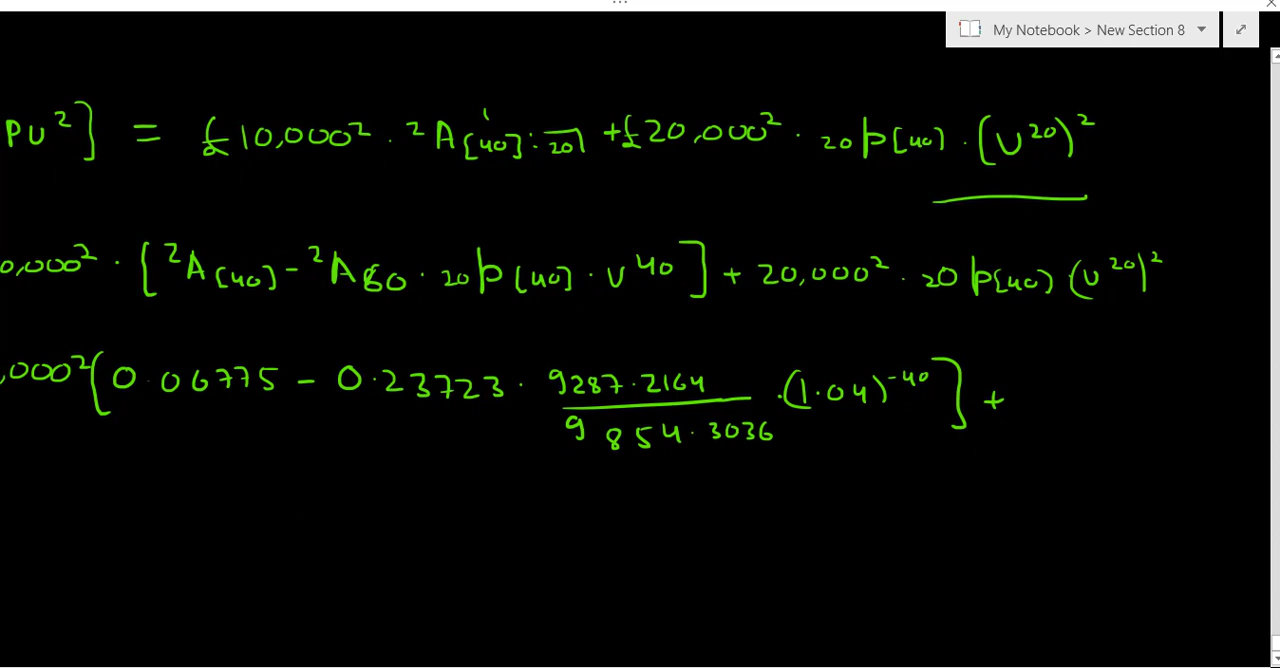 My Notebook > New Section 8
PV²] = £10,000² · ²A¹[40]:20┐ + £20,000² · ₂₀p[40] · (v²⁰)²
0,000² · [²A[40] - ²A60 · ₂₀p[40] · v⁴⁰] + 20,000² · ₂₀p[40] (v²⁰)²
,000² [0.06775 - 0.23723 · 9287.2164 / 9854.3036 · (1.04)⁻⁴⁰] +